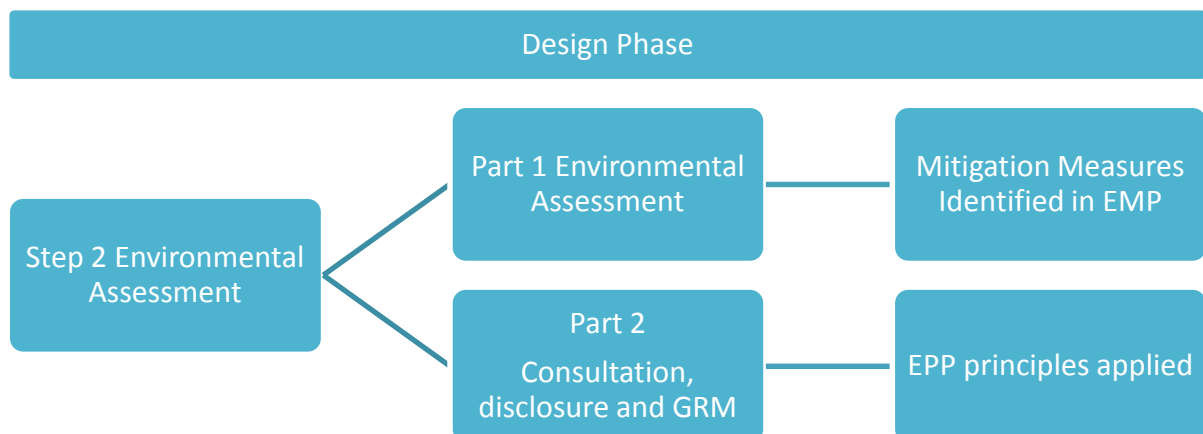 Design Phase
Step 2 Environmental
Assessment
Part 1 Environmental
Assessment
Mitigation Measures
Identified in EMP
Part 2
Consultation,
disclosure and GRM
EPP principles applied